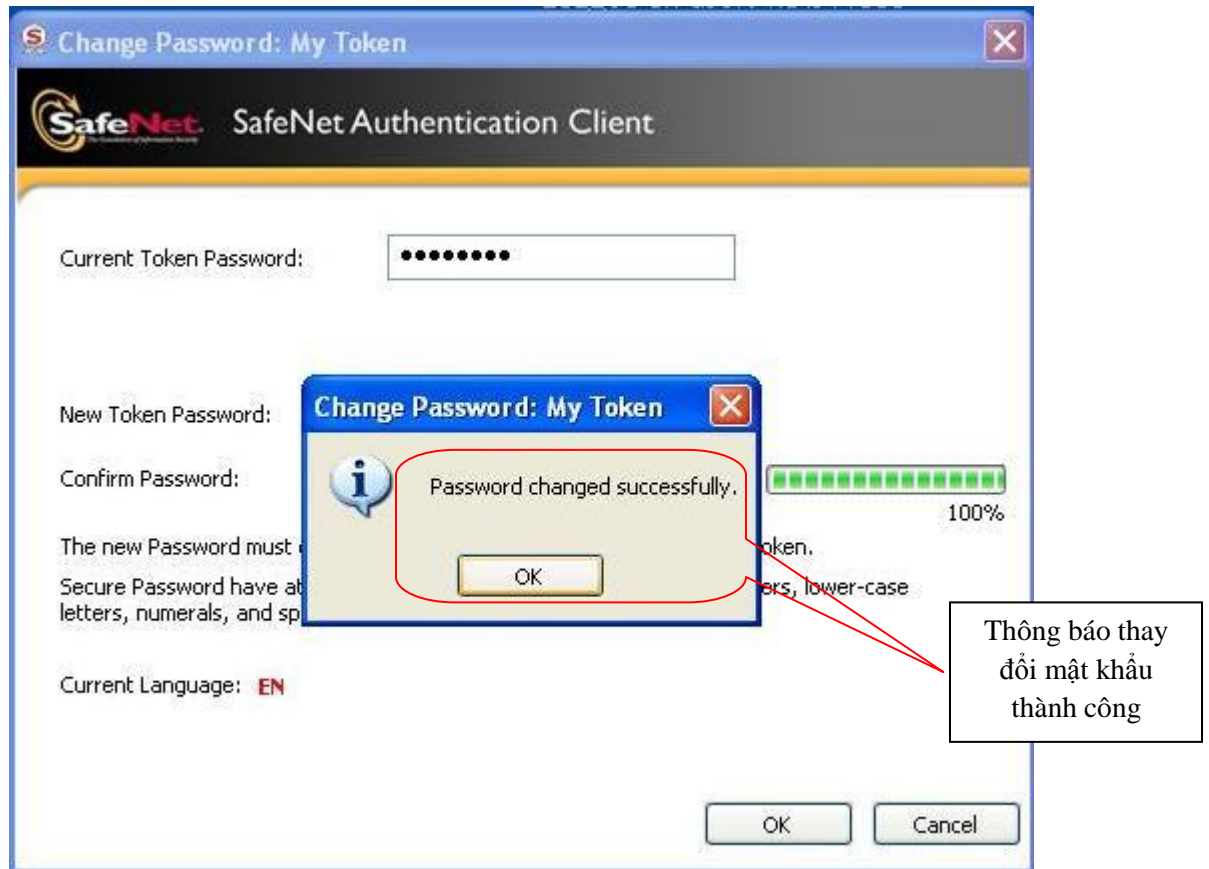 Change Password: My Token
SafeNet. SafeNet Authentication Client
Current Token Password:
New Token Password:
Confirm Password:
100%
The new Password must
oken.
Secure Password have at
ers, lower-case
letters, numerals, and sp
Current Language: EN
OK Cancel
Change Password: My Token
Password changed successfully.
OK
Thông báo thay
đổi mật khẩu
thành công